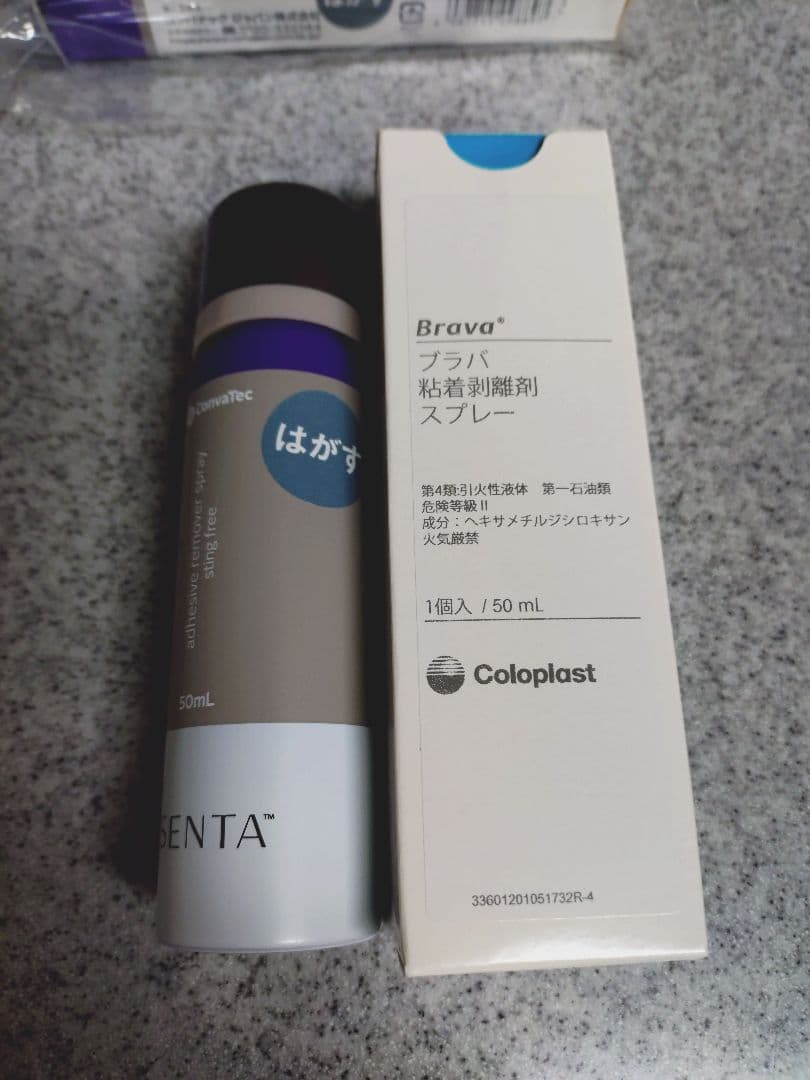 はがす
ConvaTec
はがす
adhesive remover spray
sting free
50mL
SENTA™
Brava®
ブラバ
粘着剥離剤
スプレー
第4類:引火性液体 第一石油類
危険等級Ⅱ
成分：ヘキサメチルジシロキサン
火気厳禁
1個入 / 50 mL
Coloplast
33601201051732R-4